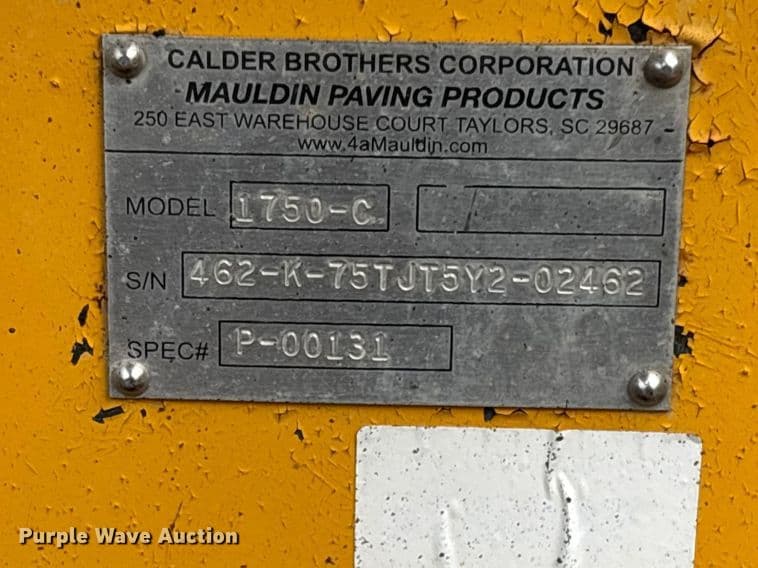 CALDER BROTHERS CORPORATION
MAULDIN PAVING PRODUCTS
250 EAST WAREHOUSE COURT TAYLORS, SC 29687
www.4aMauldin.com
MODEL 1750-C
S/N 462-K-75TJT5Y2-02462
SPEC# P-00131
Purple Wave Auction